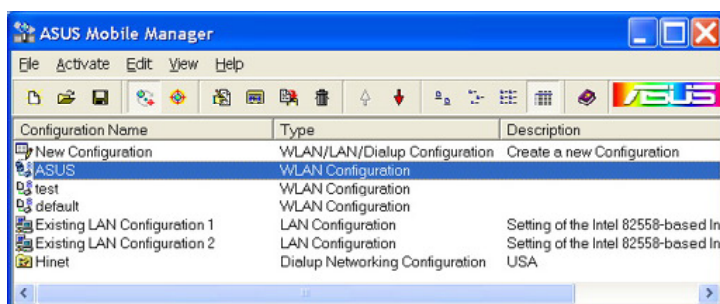 ASUS Mobile Manager
File Activate Edit View Help
ASUS
Configuration Name Type Description
New Configuration WLAN/LAN/Dialup Configuration Create a new Configuration
ASUS WLAN Configuration
test WLAN Configuration
default WLAN Configuration
Existing LAN Configuration 1 LAN Configuration Setting of the Intel 82558-based In
Existing LAN Configuration 2 LAN Configuration Setting of the Intel 82558-based In
Hinet Dialup Networking Configuration USA